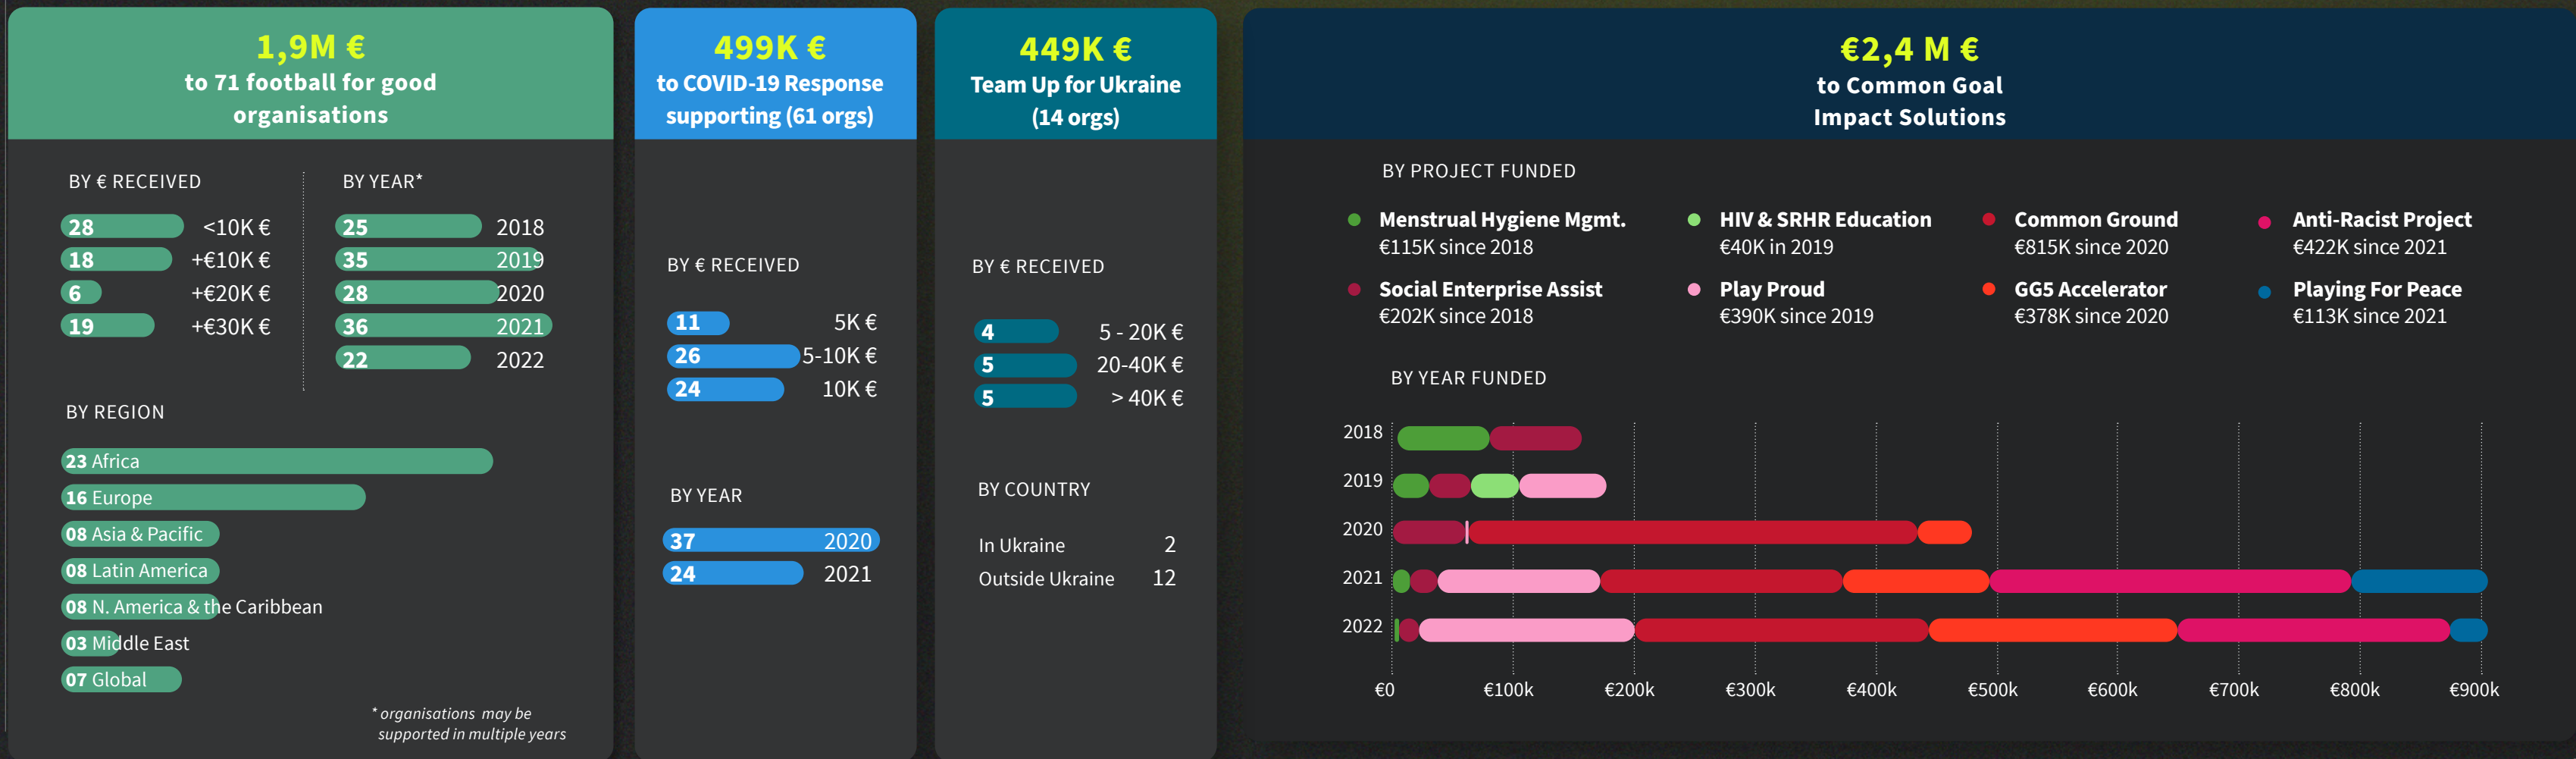 1,9M €
to 71 football for good
organisations
BY € RECEIVED
28 <10K €
18 +€10K €
6 +€20K €
19 +€30K €
BY YEAR*
25 2018
35 2019
28 2020
36 2021
22 2022
BY REGION
23 Africa
16 Europe
08 Asia & Pacific
08 Latin America
08 N. America & the Caribbean
03 Middle East
07 Global
* organisations may be
supported in multiple years
499K €
to COVID-19 Response
supporting (61 orgs)
BY € RECEIVED
11 5K €
26 5-10K €
24 10K €
BY YEAR
37 2020
24 2021
449K €
Team Up for Ukraine
(14 orgs)
BY € RECEIVED
4 5 - 20K €
5 20-40K €
5 > 40K €
BY COUNTRY
In Ukraine 2
Outside Ukraine 12
€2,4 M €
to Common Goal
Impact Solutions
BY PROJECT FUNDED
Menstrual Hygiene Mgmt.
€115K since 2018
HIV & SRHR Education
€40K in 2019
Common Ground
€815K since 2020
Anti-Racist Project
€422K since 2021
Social Enterprise Assist
€202K since 2018
Play Proud
€390K since 2019
GG5 Accelerator
€378K since 2020
Playing For Peace
€113K since 2021
BY YEAR FUNDED
2018
2019
2020
2021
2022
€0 €100k €200k €300k €400k €500k €600k €700k €800k €900k